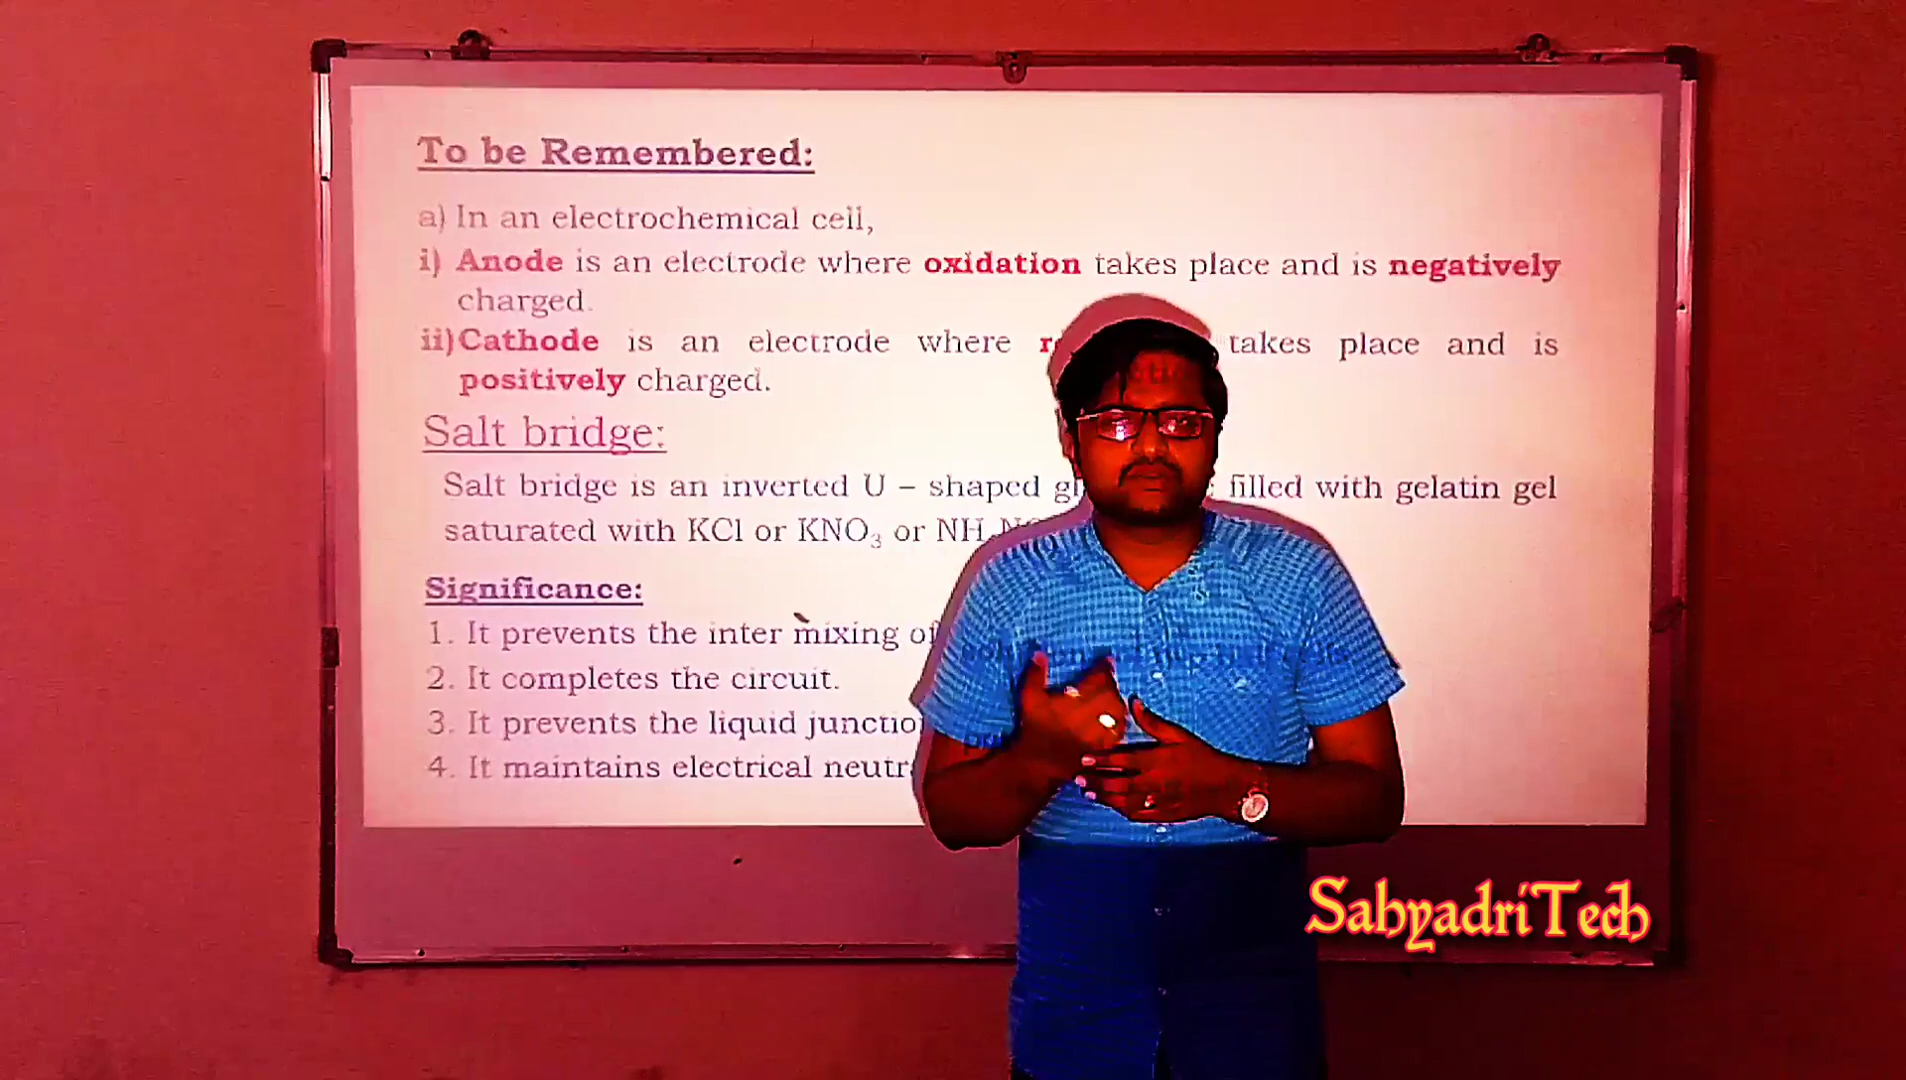 To be Remembered:
a) In an electrochemical cell,
i) Anode is an electrode where oxidation takes place and is negatively
charged.
ii) Cathode is an electrode where takes place and is
positively charged.
Salt bridge:
Salt bridge is an inverted U – shaped filled with gelatin gel
saturated with KCl or KNO₃ or
Significance:
1. It prevents the inter mixing of
2. It completes the circuit.
3. It prevents the liquid
4. It maintains electrical
SahyadriTech